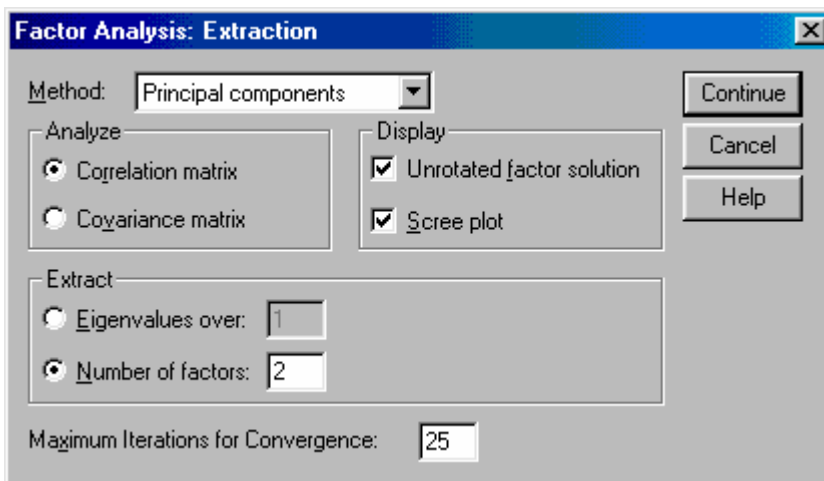 Factor Analysis: Extraction
Method: Principal components
Continue
Analyze
Display
Cancel
Correlation matrix
Unrotated factor solution
Help
Covariance matrix
Scree plot
Extract
Eigenvalues over: 1
Number of factors: 2
Maximum Iterations for Convergence: 25